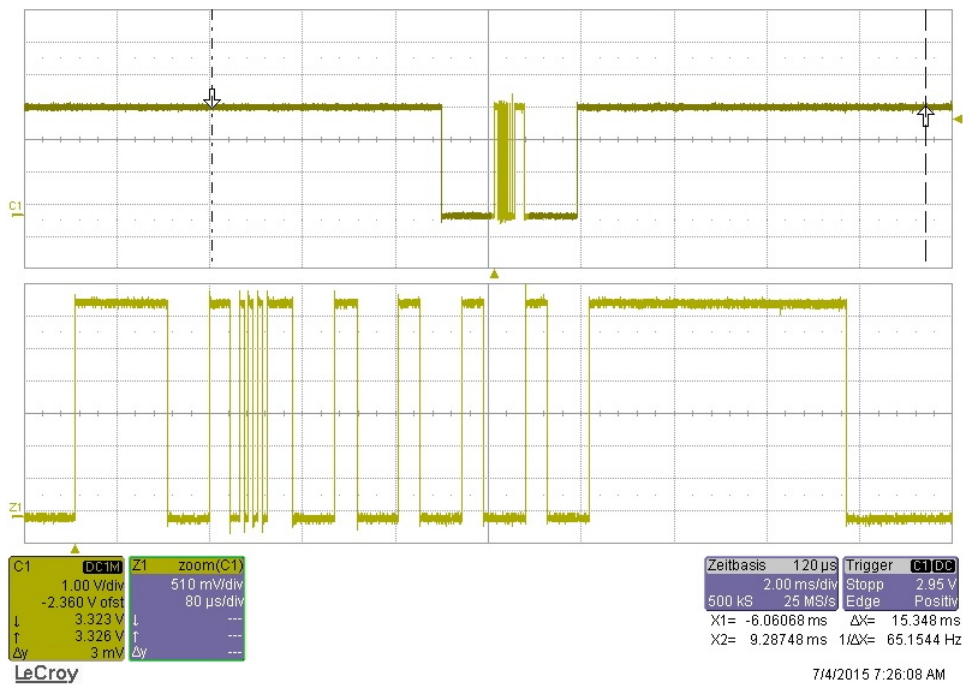 C1
Z1
C1 DC1M
1.00 V/div
-2.360 V ofst
↓ 3.323 V
↑ 3.326 V
Δy 3 mV
Z1 zoom(C1)
510 mV/div
80 µs/div
↓ ---
↑ ---
Δy ---
Zeitbasis 120 µs
2.00 ms/div
500 kS 25 MS/s
Trigger C1 DC
Stopp 2.95 V
Edge Positiv
X1= -6.06068 ms ΔX= 15.348 ms
X2= 9.28748 ms 1/ΔX= 65.1544 Hz
LeCroy
7/4/2015 7:26:08 AM